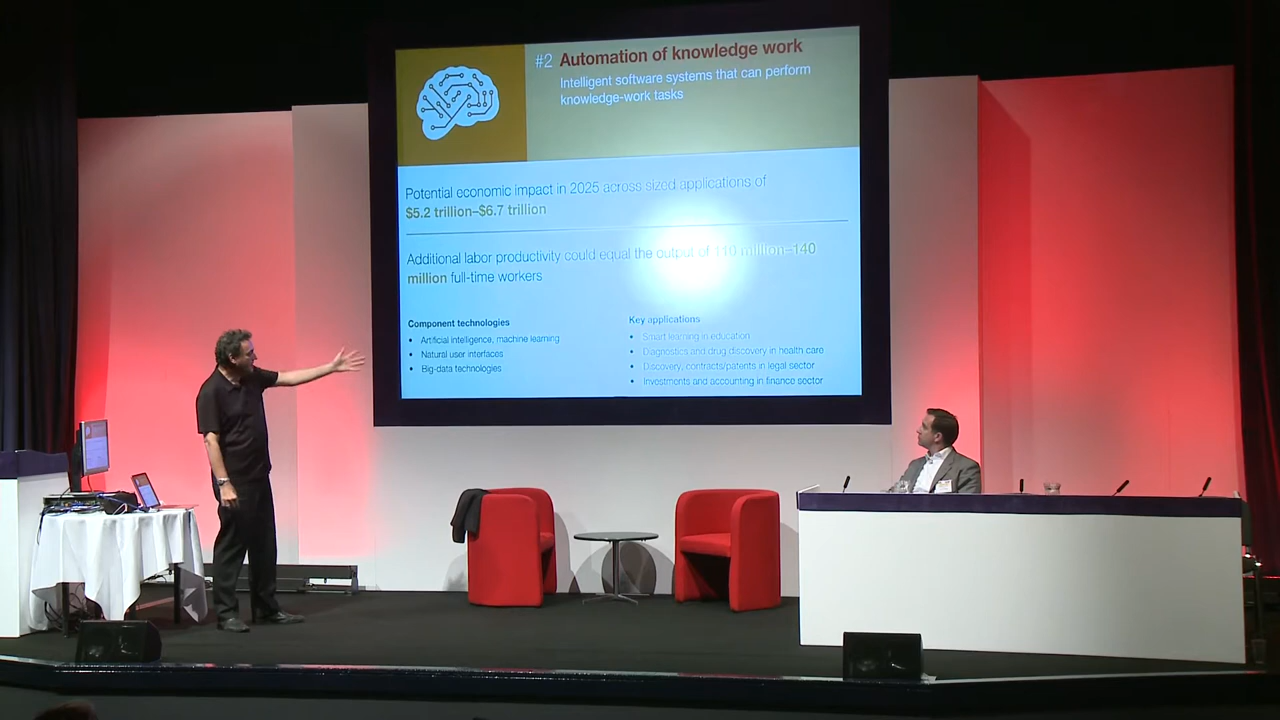 #2 Automation of knowledge work
Intelligent software systems that can perform
knowledge-work tasks
Potential economic impact in 2025 across sized applications of
$5.2 trillion–$6.7 trillion
Additional labor productivity could equal the output of 110 million–140
million full-time workers
Component technologies
• Artificial intelligence, machine learning
• Natural user interfaces
• Big-data technologies
Key applications
• Smart learning in education
• Diagnostics and drug discovery in health care
• Discovery, contracts/patents in legal sector
• Investments and accounting in finance sector